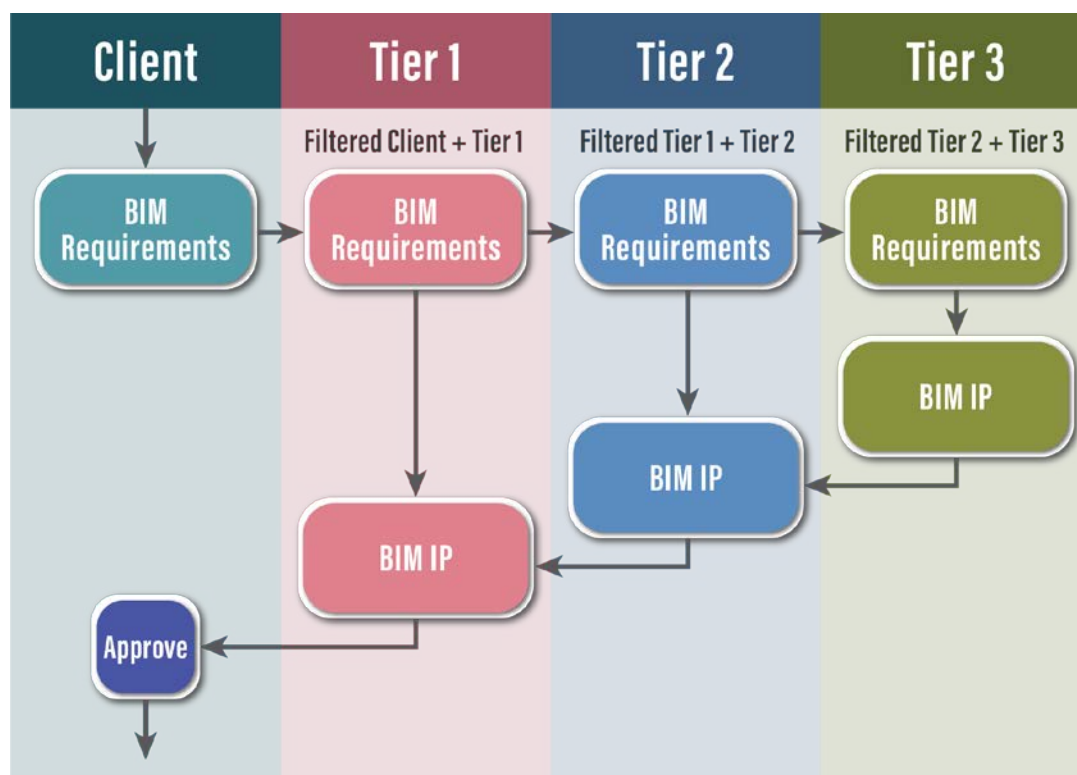 Client
Tier 1
Tier 2
Tier 3
Filtered Client + Tier 1
Filtered Tier 1 + Tier 2
Filtered Tier 2 + Tier 3
BIM
Requirements
BIM
Requirements
BIM
Requirements
BIM
Requirements
BIM IP
BIM IP
BIM IP
Approve